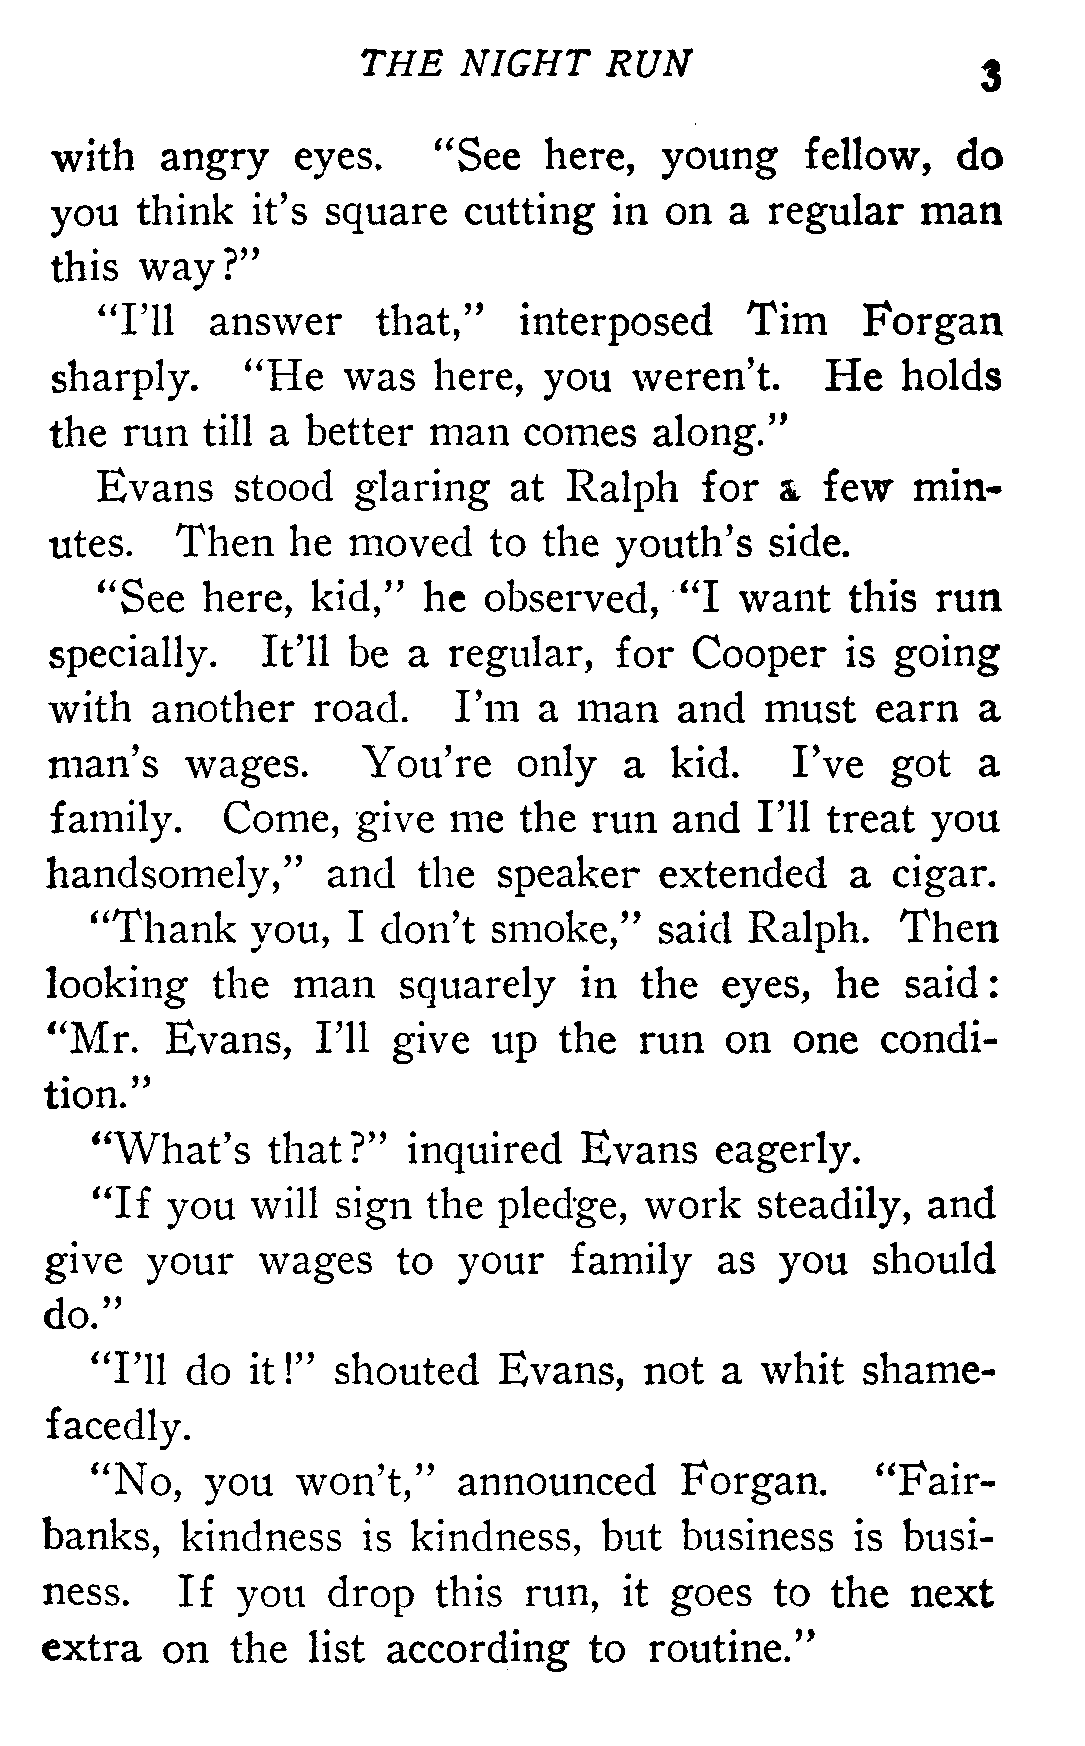 THE NIGHT RUN 3
with angry eyes. “See here, young fellow, do
you think it’s square cutting in on a regular man
this way?”
“I’ll answer that,” interposed Tim Forgan
sharply. “He was here, you weren’t. He holds
the run till a better man comes along.”
Evans stood glaring at Ralph for a few min-
utes. Then he moved to the youth’s side.
“See here, kid,” he observed, “I want this run
specially. It’ll be a regular, for Cooper is going
with another road. I’m a man and must earn a
man’s wages. You’re only a kid. I’ve got a
family. Come, give me the run and I’ll treat you
handsomely,” and the speaker extended a cigar.
“Thank you, I don’t smoke,” said Ralph. Then
looking the man squarely in the eyes, he said:
“Mr. Evans, I’ll give up the run on one condi-
tion.”
“What’s that?” inquired Evans eagerly.
“If you will sign the pledge, work steadily, and
give your wages to your family as you should
do.”
“I’ll do it!” shouted Evans, not a whit shame-
facedly.
“No, you won’t,” announced Forgan. “Fair-
banks, kindness is kindness, but business is busi-
ness. If you drop this run, it goes to the next
extra on the list according to routine.”